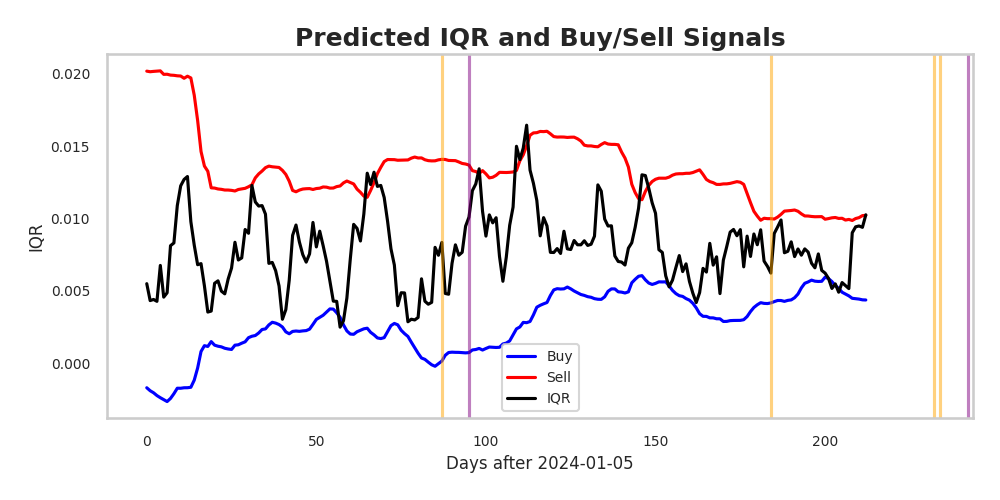 Predicted IQR and Buy/Sell Signals
0.020
0.015
0.010
0.005
0.000
IQR
0 50 100 150 200
Days after 2024-01-05
Buy
Sell
IQR